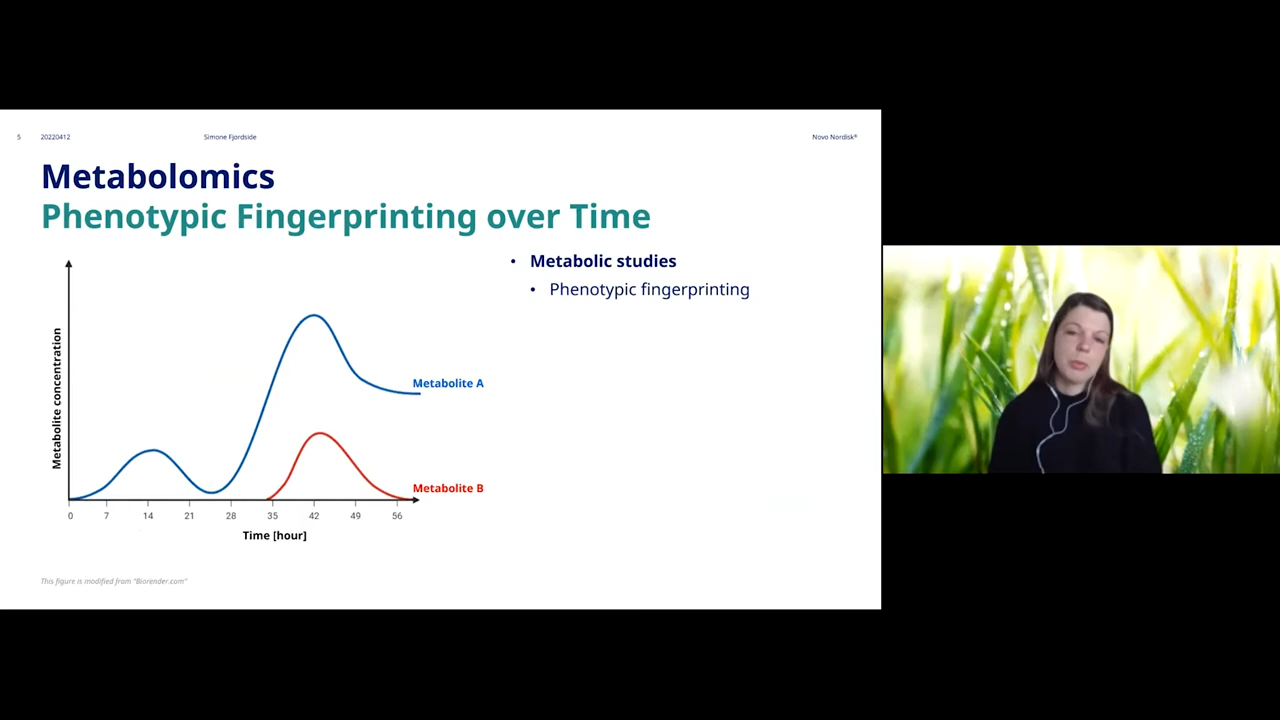 5 20220412 Simone Fjordside Novo Nordisk®
Metabolomics
Phenotypic Fingerprinting over Time
• Metabolic studies
• Phenotypic fingerprinting
Metabolite concentration
Metabolite A
Metabolite B
0 7 14 21 28 35 42 49 56
Time [hour]
This figure is modified from "Biorender.com"